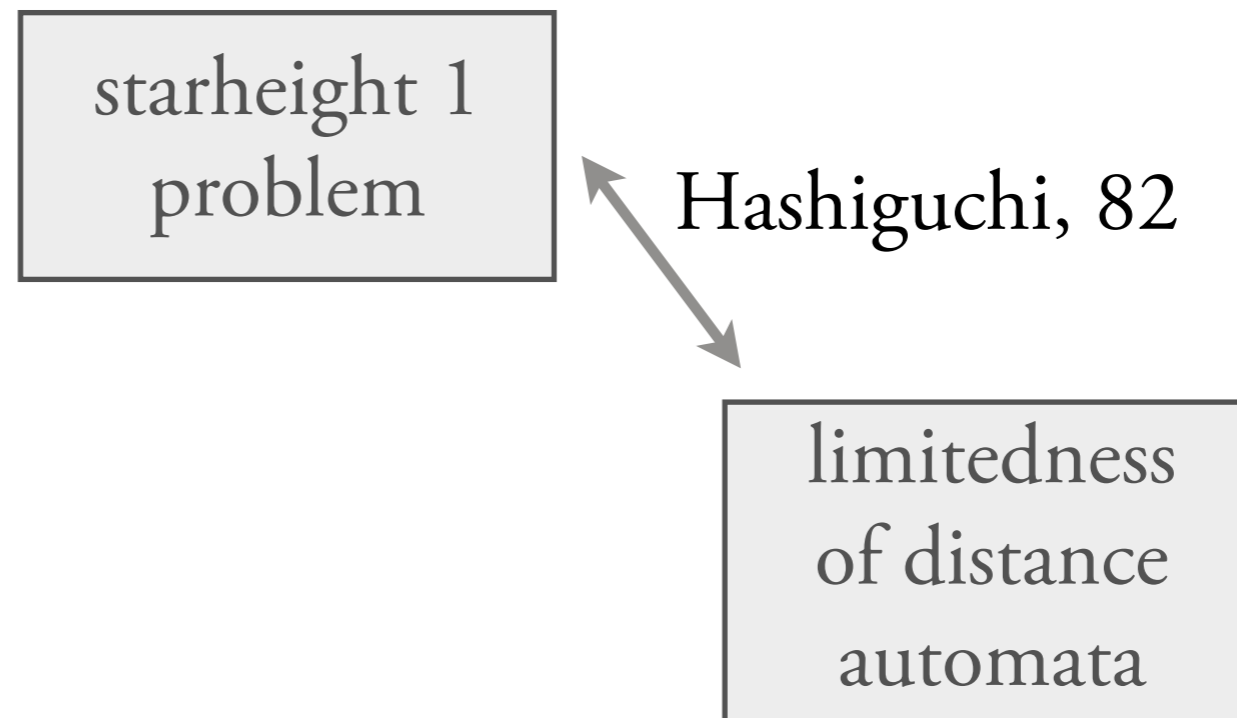 starheight 1
problem
Hashiguchi, 82
limitedness
of distance
automata